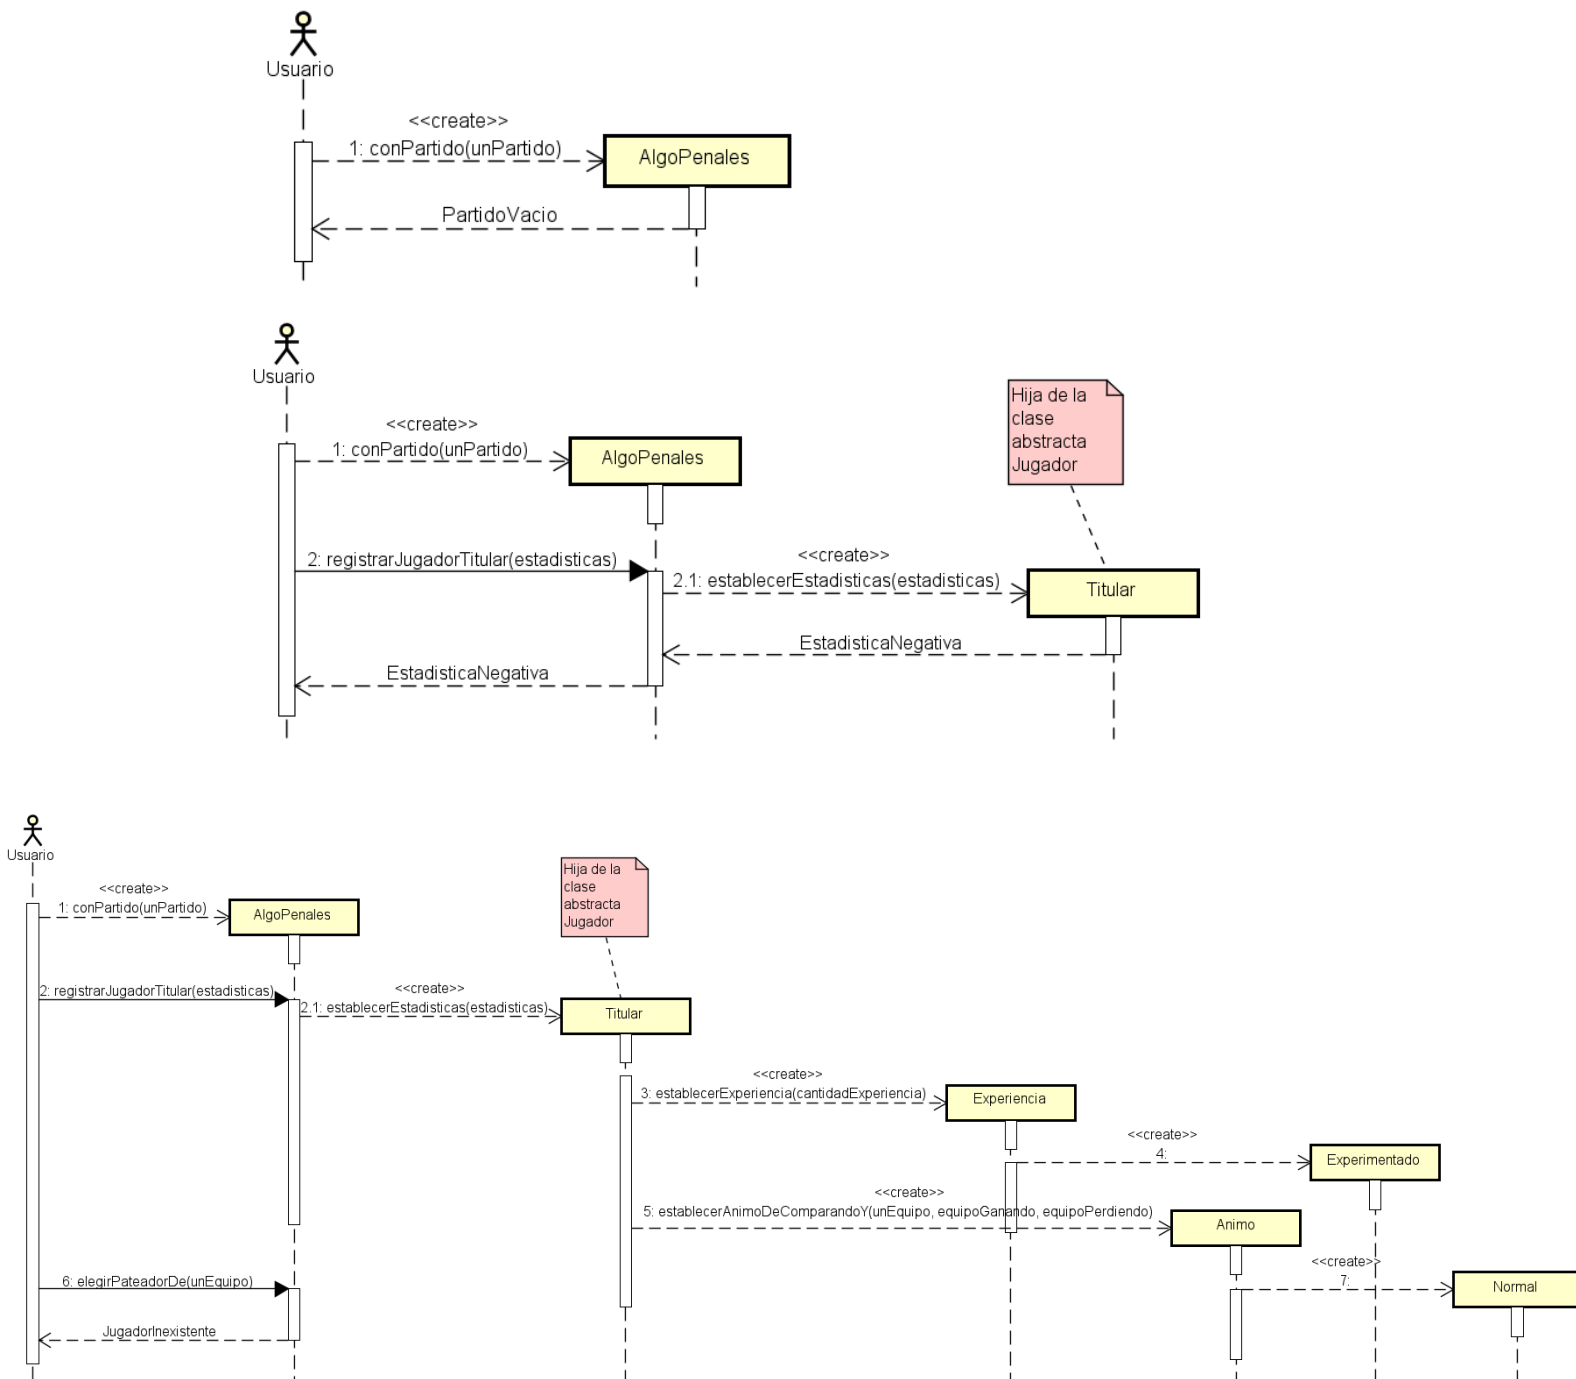 Usuario
<<create>>
1: conPartido(unPartido)
AlgoPenales
PartidoVacio
Usuario
Hija de la
clase
abstracta
Jugador
<<create>>
1: conPartido(unPartido)
AlgoPenales
2: registrarJugadorTitular(estadisticas)
<<create>>
2.1: establecerEstadisticas(estadisticas)
Titular
EstadisticaNegativa
EstadisticaNegativa
Usuario
Hija de la
clase
abstracta
Jugador
<<create>>
1: conPartido(unPartido)
AlgoPenales
2: registrarJugadorTitular(estadisticas)
<<create>>
2.1: establecerEstadisticas(estadisticas)
Titular
<<create>>
3: establecerExperiencia(cantidadExperiencia)
Experiencia
<<create>>
4:
Experimentado
<<create>>
5: establecerAnimoDeComparandoY(unEquipo, equipoGanando, equipoPerdiendo)
Animo
6: elegirPateadorDe(unEquipo)
<<create>>
7:
Normal
JugadorInexistente